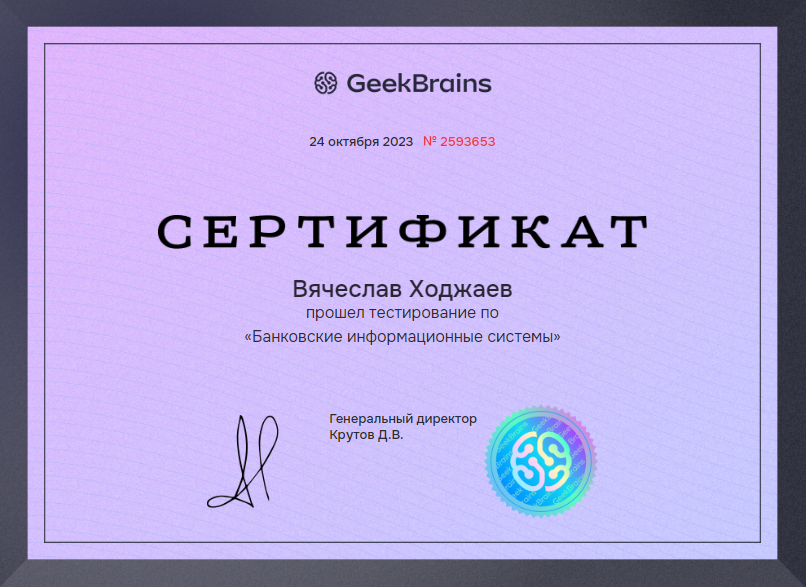 GeekBrains
24 октября 2023 № 2593653
СЕРТИФИКАТ
Вячеслав Ходжаев
прошел тестирование по
«Банковские информационные системы»
Генеральный директор
Крутов Д.В.